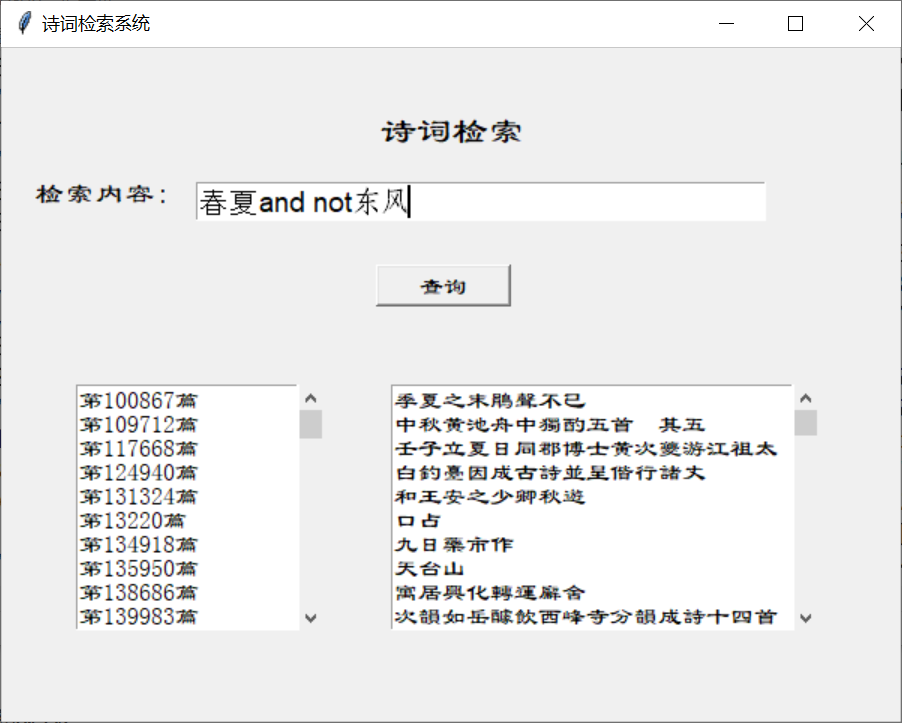 诗词检索系统
诗词检索
检索内容：
春夏and not东风
查询
第100867篇
第109712篇
第117668篇
第124940篇
第131324篇
第13220篇
第134918篇
第135950篇
第138686篇
第139983篇
季夏之末鵑聲不已
中秋黄池舟中獨酌五首　其五
壬子立夏日同郡博士黄次夔游江祖太
白釣臺因成古詩並呈偕行諸丈
和王安之少卿秋遊
口占
九日藥市作
天台山
寓居興化轉運廨舍
次韻如岳醵飲西峰寺分韻成詩十四首